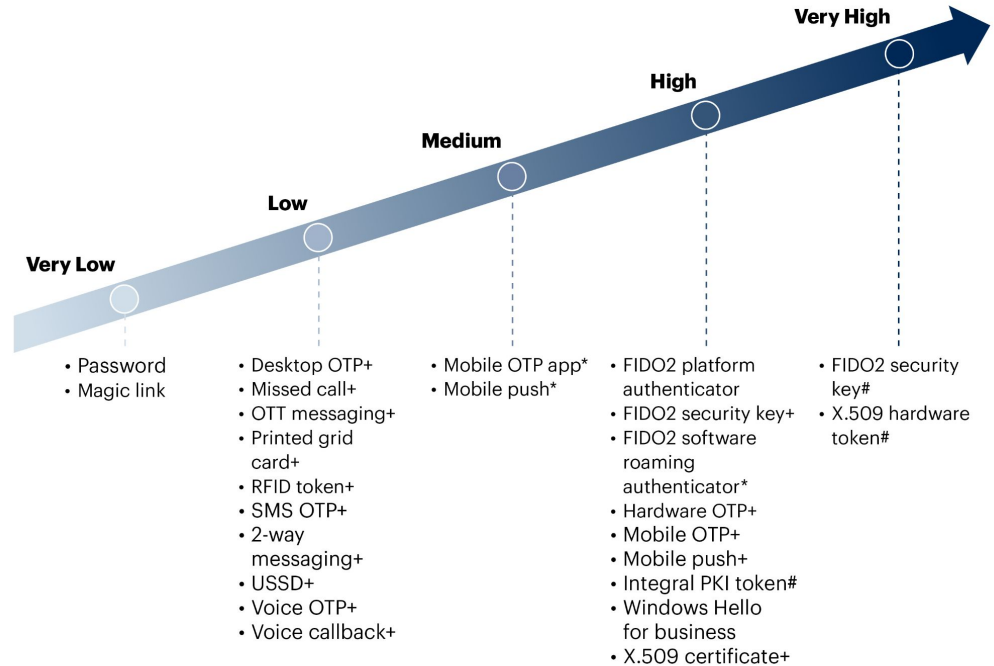 Very High
High
Medium
Low
Very Low
• Password
• Magic link
• Desktop OTP+
• Missed call+
• OTT messaging+
• Printed grid
card+
• RFID token+
• SMS OTP+
• 2-way
messaging+
• USSD+
• Voice OTP+
• Voice callback+
• Mobile OTP app*
• Mobile push*
• FIDO2 platform
authenticator
• FIDO2 security key+
• FIDO2 software
roaming
authenticator*
• Hardware OTP+
• Mobile OTP+
• Mobile push+
• Integral PKI token#
• Windows Hello
for business
• X.509 certificate+
• FIDO2 security
key#
• X.509 hardware
token#